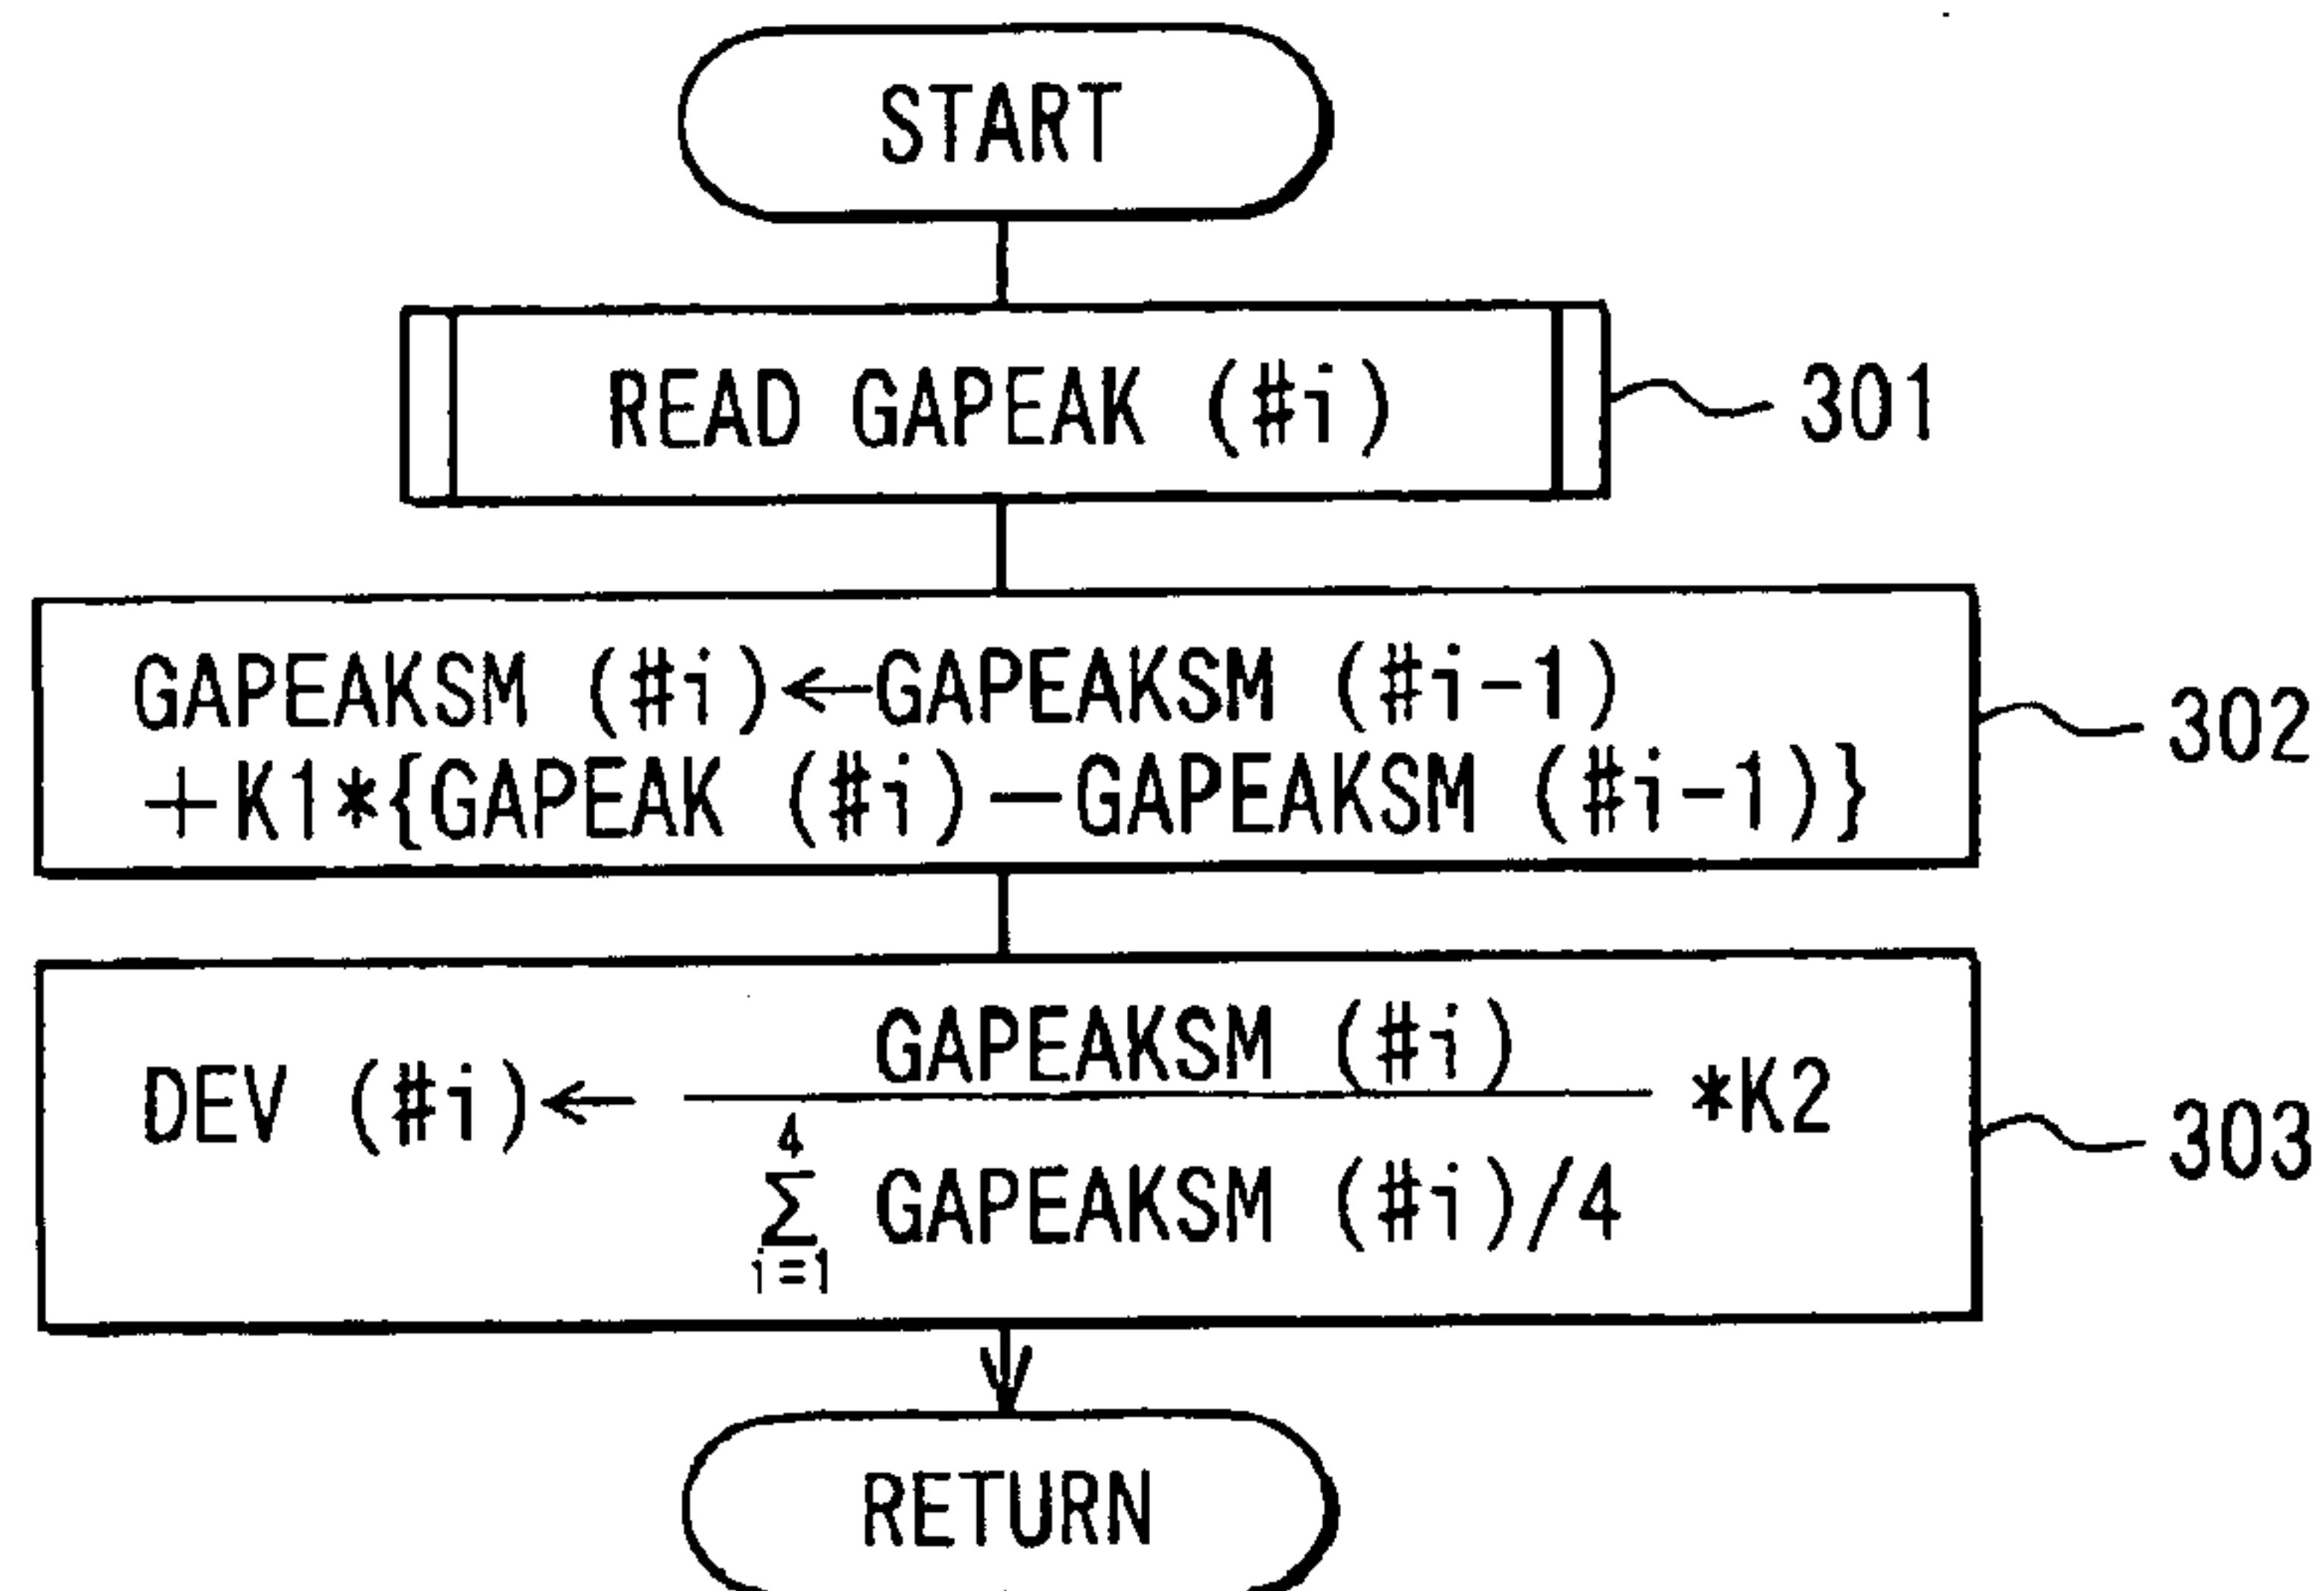 START
READ GAPEAK (#i)
301
GAPEAKSM (#i)←GAPEAKSM (#i-1)
+K1*{GAPEAK (#i)−GAPEAKSM (#i-1)}
302
GAPEAKSM (#i)
DEV (#i)← *K2
4
Σ GAPEAKSM (#i)/4
i=1
303
RETURN